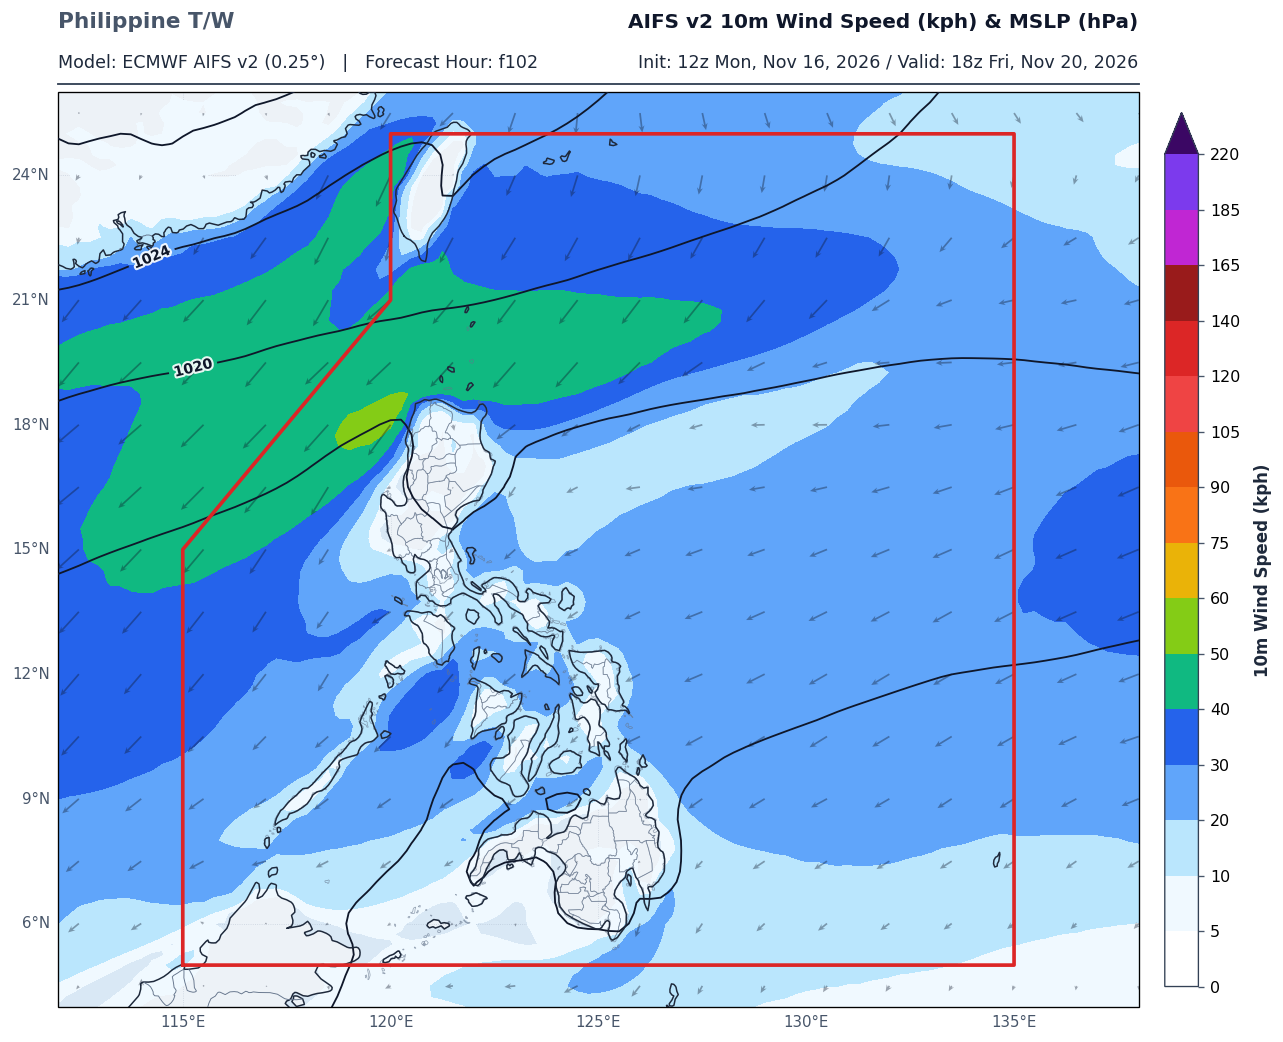 Philippine T/W
AIFS v2 10m Wind Speed (kph) & MSLP (hPa)
Model: ECMWF AIFS v2 (0.25°) | Forecast Hour: f102
Init: 12z Mon, Nov 16, 2026 / Valid: 18z Fri, Nov 20, 2026
24°N
21°N
18°N
15°N
12°N
9°N
6°N
1024
1020
115°E
120°E
125°E
130°E
135°E
220
185
165
140
120
105
90
75
60
50
40
30
20
10
5
0
10m Wind Speed (kph)